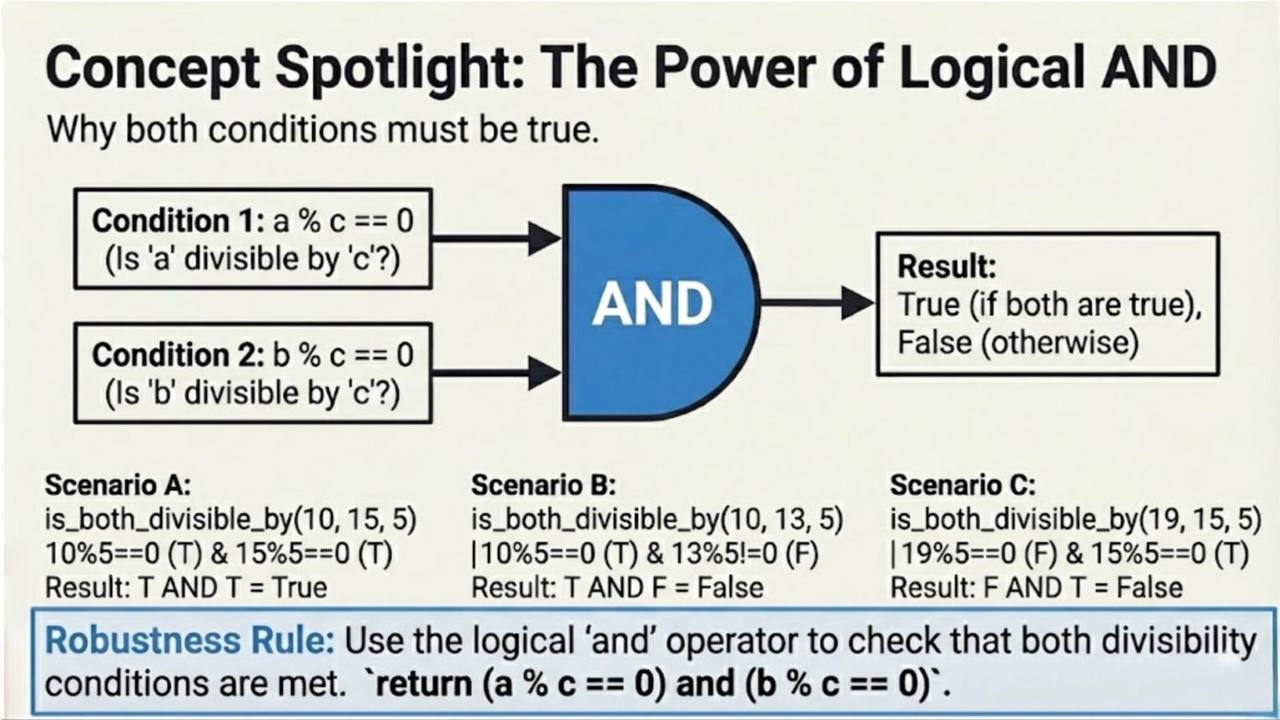 Concept Spotlight: The Power of Logical AND
Why both conditions must be true.
Condition 1: a % c == 0
(Is 'a' divisible by 'c'?)
Condition 2: b % c == 0
(Is 'b' divisible by 'c'?)
AND
Result:
True (if both are true),
False (otherwise)
Scenario A:
is_both_divisible_by(10, 15, 5)
10%5==0 (T) & 15%5==0 (T)
Result: T AND T = True
Scenario B:
is_both_divisible_by(10, 13, 5)
|10%5==0 (T) & 13%5!=0 (F)
Result: T AND F = False
Scenario C:
is_both_divisible_by(19, 15, 5)
|19%5==0 (F) & 15%5==0 (T)
Result: F AND T = False
Robustness Rule: Use the logical ‘and’ operator to check that both divisibility
conditions are met. `return (a % c == 0) and (b % c == 0)`.